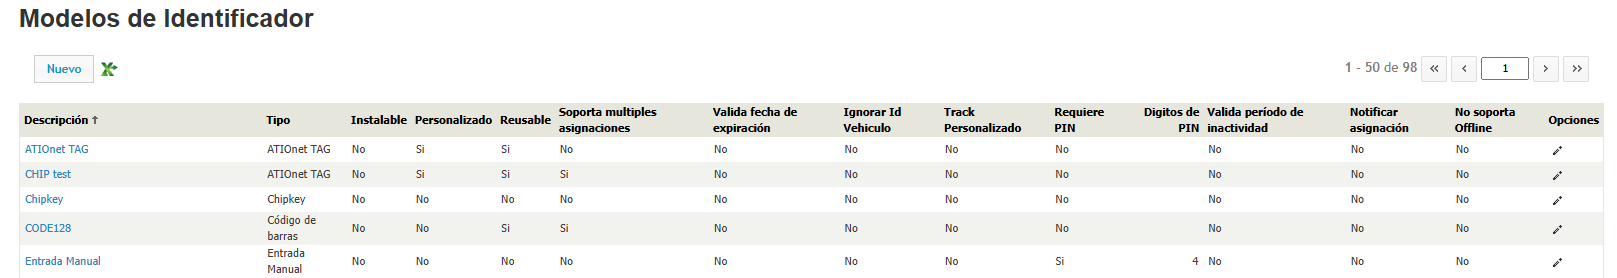 Modelos de Identificador
Nuevo
1 - 50 de 98
1
Descripción Tipo Instalable Personalizado Reusable Soporta multiples asignaciones Valida fecha de expiración Ignorar Id Vehiculo Track Personalizado Requiere PIN Digitos de PIN Valida período de inactividad Notificar asignación No soporta Offline Opciones
ATIOnet TAG ATIOnet TAG No Si Si No No No No No No No No
CHIP test ATIOnet TAG No Si Si Si No No No No No No No
Chipkey Chipkey No No No No No No No No No No No
CODE128 Código de barras No No Si Si No No No No No No No
Entrada Manual Entrada Manual No No No No No No No Si 4 No No No